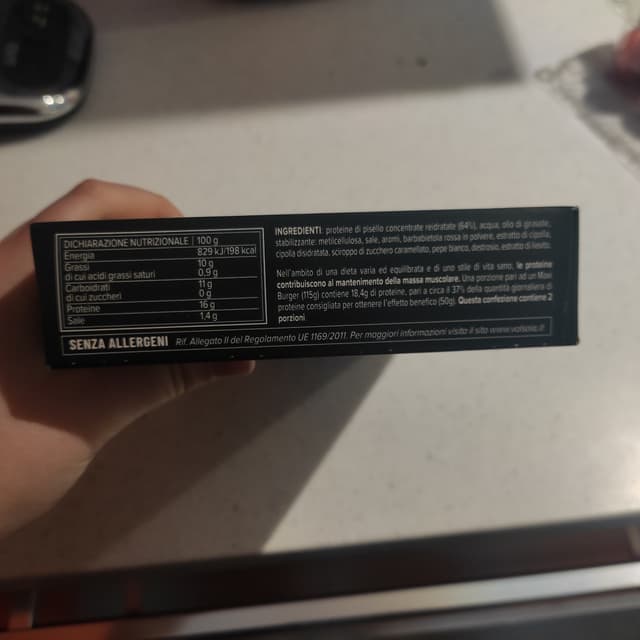 DICHIARAZIONE NUTRIZIONALE | 100 g
Energia 829 kJ/198 kcal
Grassi 10 g
di cui acidi grassi saturi 0,9 g
Carboidrati 11 g
di cui zuccheri 0 g
Proteine 16 g
Sale 1,4 g
INGREDIENTI: proteine di pisello concentrate reidratate (64%), acqua, olio di girasole,
stabilizzante: metilcellulosa, sale, aromi, barbabietola rossa in polvere, estratto di cipolla,
cipolla disidratata, sciroppo di zucchero caramellato, pepe bianco, destrosio, estratto di lievito.
Nell'ambito di una dieta varia ed equilibrata e di uno stile di vita sano, le proteine
contribuiscono al mantenimento della massa muscolare. Una porzione pari ad un Maxi
Burger (115g) contiene 18,4g di proteine, pari a circa il 37% della quantità giornaliera di
proteine consigliata per ottenere l'effetto benefico (50g). Questa confezione contiene 2
porzioni.
SENZA ALLERGENI Rif. Allegato II del Regolamento UE 1169/2011. Per maggiori informazioni visita il sito